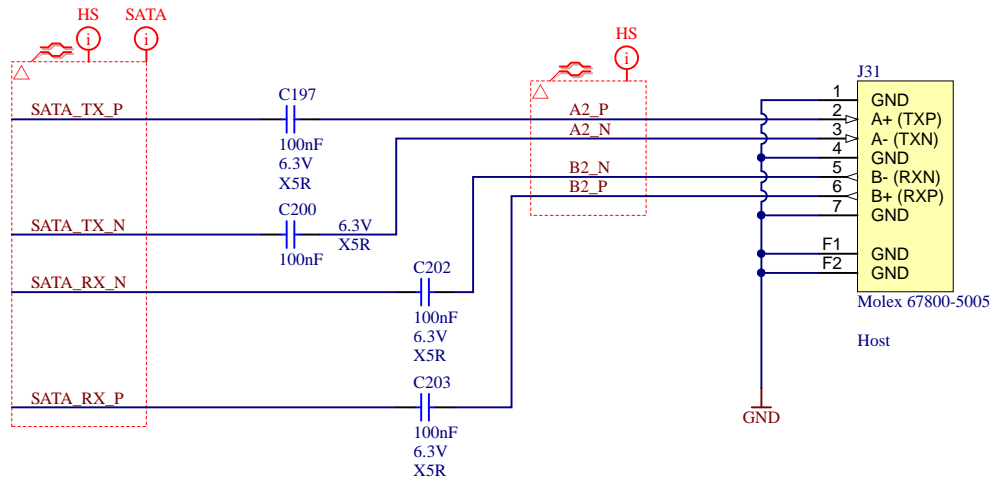 HS
SATA
i
i
HS
i
J31
SATA_TX_P
C197
100nF
6.3V
X5R
A2_P
A2_N
B2_N
B2_P
1
GND
2
A+ (TXP)
3
A- (TXN)
4
GND
5
B- (RXN)
6
B+ (RXP)
7
GND
F1
GND
F2
GND
Molex 67800-5005
Host
SATA_TX_N
C200
100nF
6.3V
X5R
SATA_RX_N
C202
100nF
6.3V
X5R
SATA_RX_P
C203
100nF
6.3V
X5R
GND